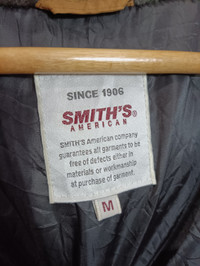 SINCE 1906
SMITH'S®
AMERICAN
SMITH'S American company
guarantees all garments to be
free of defects either in
materials or workmanship
at purchase of garment.
M